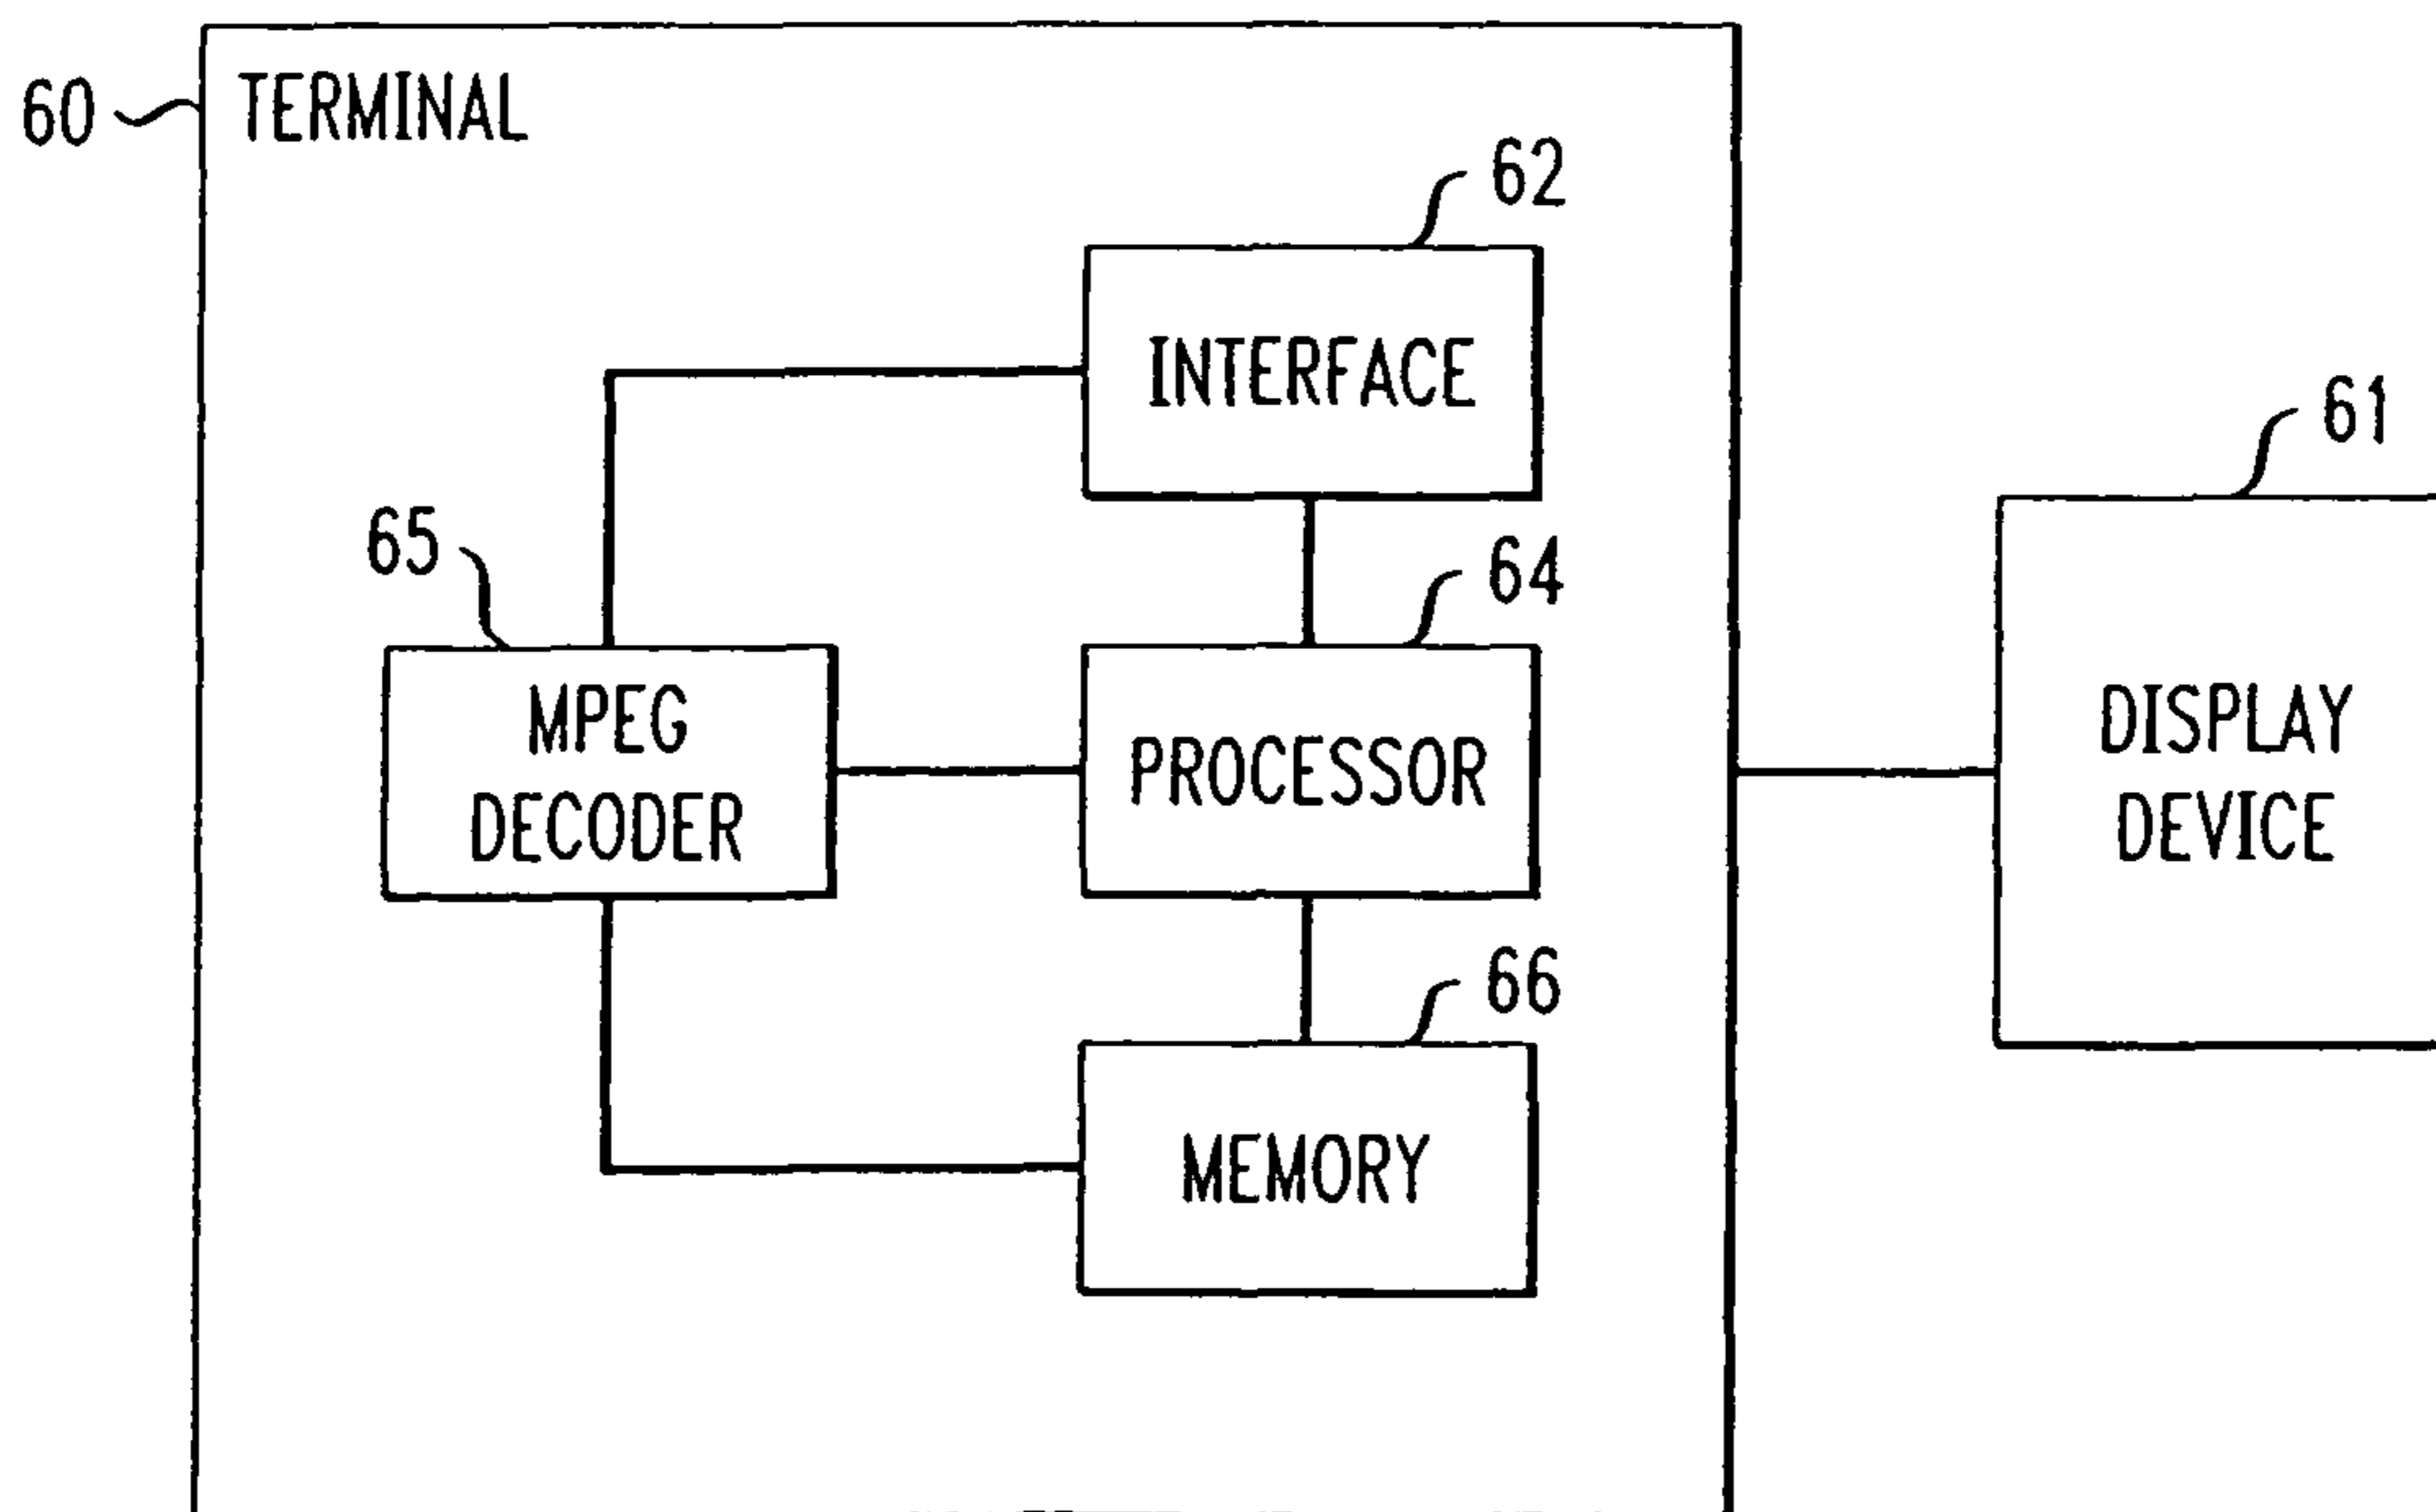 60
TERMINAL
62
INTERFACE
61
65
64
MPEG
DECODER
PROCESSOR
DISPLAY
DEVICE
66
MEMORY